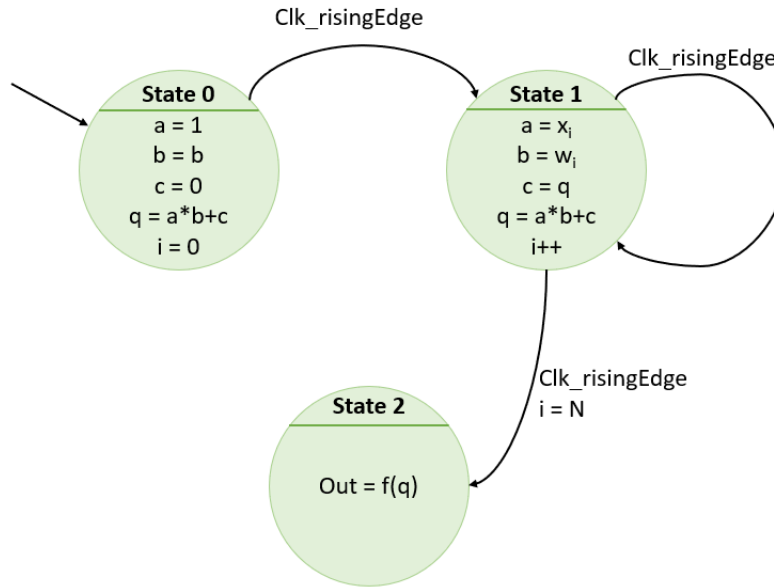 Clk_risingEdge
Clk_risingEdge
State 0
a = 1
b = b
c = 0
q = a*b+c
i = 0
State 1
a = xᵢ
b = wᵢ
c = q
q = a*b+c
i++
Clk_risingEdge
i = N
State 2
Out = f(q)